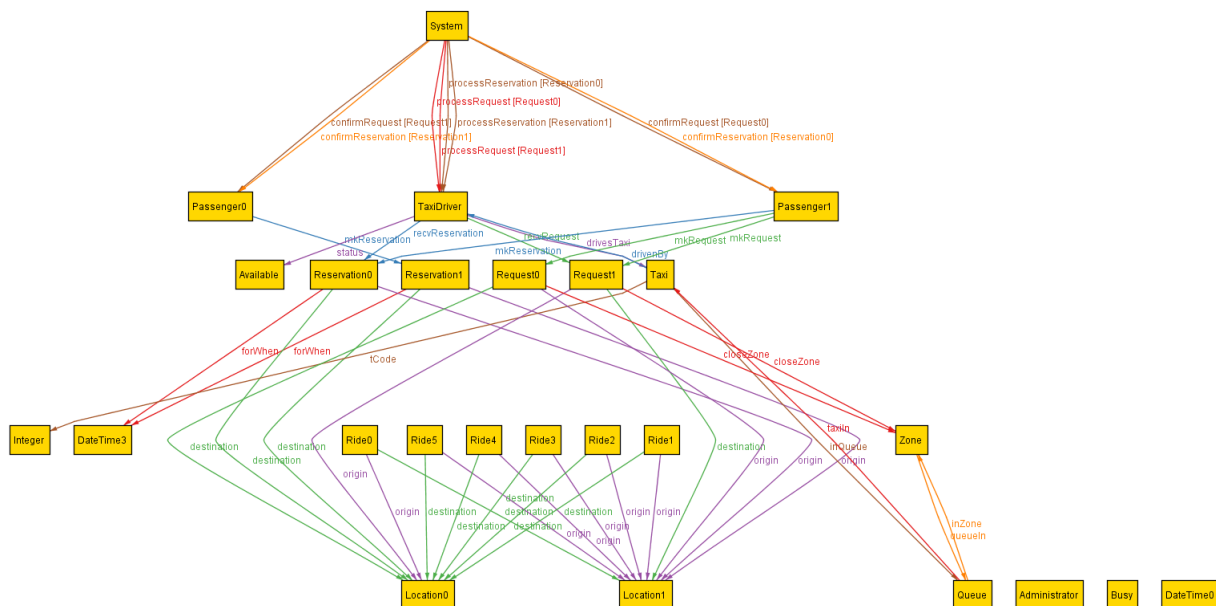 System
processReservation [Reservation0]
processRequest [Request0]
confirmRequest [Request1]
processReservation [Reservation1]
confirmRequest [Request0]
confirmReservation [Reservation1]
confirmReservation [Reservation0]
processRequest [Request1]
Passenger0
TaxiDriver
Passenger1
mkReservation
recvReservation
recvRequest
drivesTaxi
mkRequest
mkRequest
status
mkReservation
drivenBy
Available
Reservation0
Reservation1
Request0
Request1
Taxi
forWhen
forWhen
tCode
closeZone
closeZone
Integer
DateTime3
Ride0
Ride5
Ride4
Ride3
Ride2
Ride1
Zone
taxiIn
destination
destination
destination
origin
origin
origin
inQueue
origin
destination
origin
destination
destination
destination
destination
destination
origin
origin
origin
origin
origin
inZone
queueIn
Location0
Location1
Queue
Administrator
Busy
DateTime0